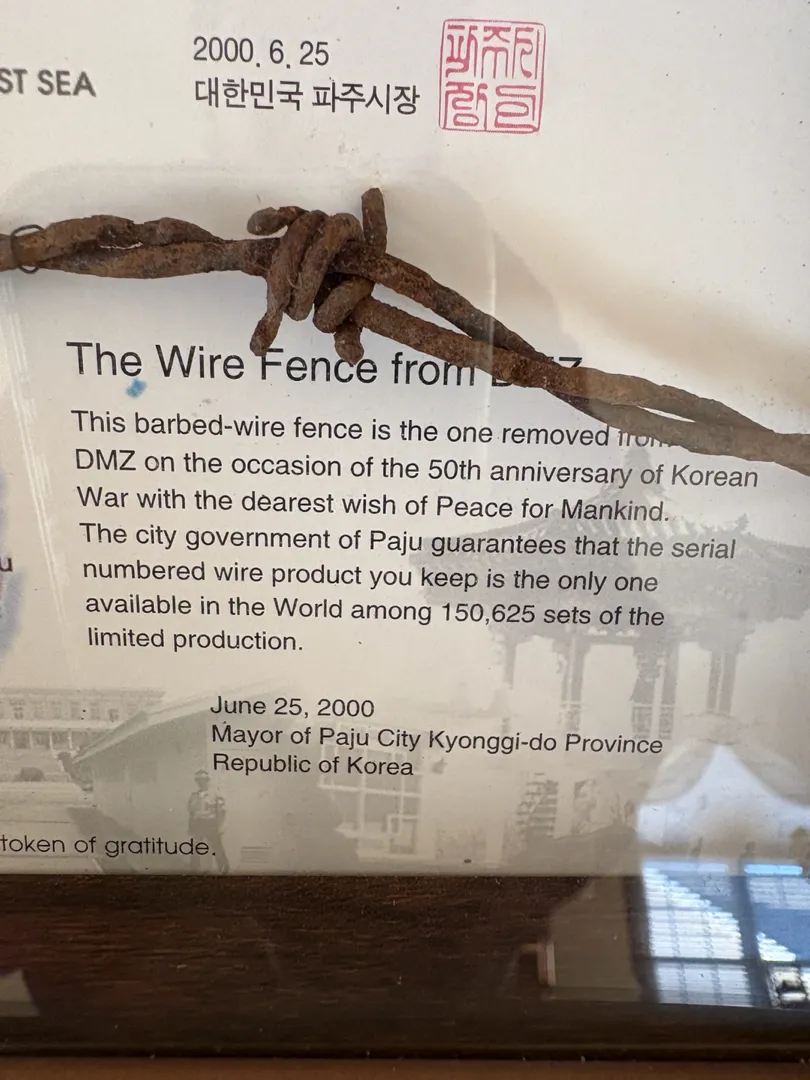 ST SEA
2000. 6. 25
대한민국 파주시장
The Wire Fence from DMZ
This barbed-wire fence is the one removed from
DMZ on the occasion of the 50th anniversary of Korean
War with the dearest wish of Peace for Mankind.
The city government of Paju guarantees that the serial
numbered wire product you keep is the only one
available in the World among 150,625 sets of the
limited production.
u
June 25, 2000
Mayor of Paju City Kyonggi-do Province
Republic of Korea
token of gratitude.